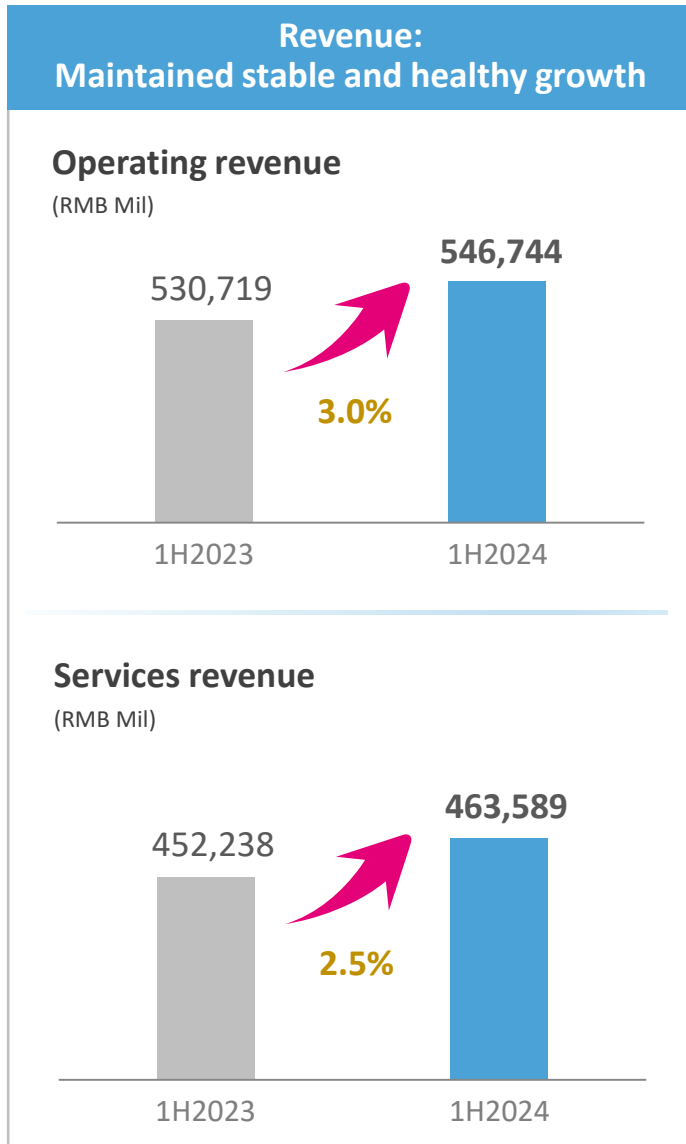 Revenue:
Maintained stable and healthy growth
Operating revenue
(RMB Mil)
546,744
530,719
3.0%
1H2023 1H2024
Services revenue
(RMB Mil)
463,589
452,238
2.5%
1H2023 1H2024